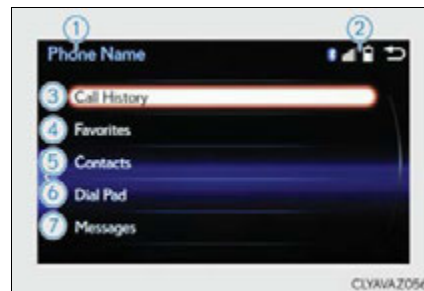 1 2
Phone Name
3 Call History
4 Favorites
5 Contacts
6 Dial Pad
7 Messages
CLYAVAZ056